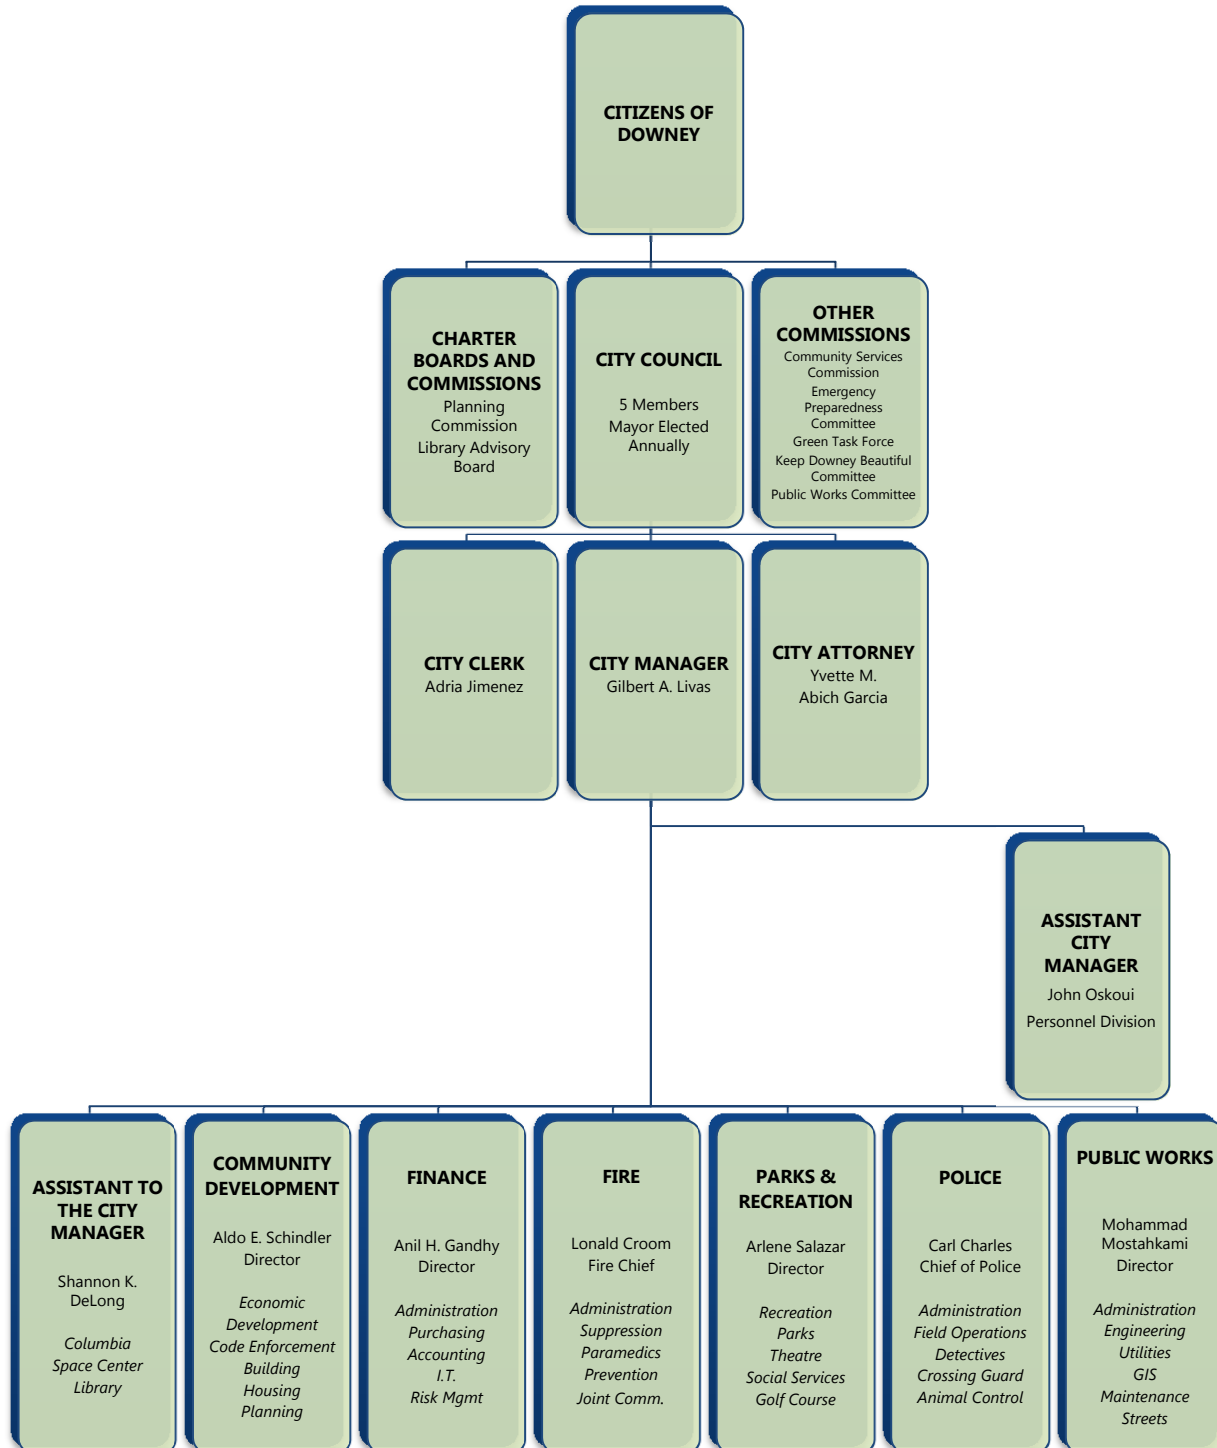 CITIZENS OF
DOWNEY
CHARTER
BOARDS AND
COMMISSIONS
Planning
Commission
Library Advisory
Board
CITY COUNCIL
5 Members
Mayor Elected
Annually
OTHER
COMMISSIONS
Community Services
Commission
Emergency
Preparedness
Committee
Green Task Force
Keep Downey Beautiful
Committee
Public Works Committee
CITY CLERK
Adria Jimenez
CITY MANAGER
Gilbert A. Livas
CITY ATTORNEY
Yvette M.
Abich Garcia
ASSISTANT
CITY
MANAGER
John Oskoui
Personnel Division
ASSISTANT TO
THE CITY
MANAGER
Shannon K.
DeLong
Columbia
Space Center
Library
COMMUNITY
DEVELOPMENT
Aldo E. Schindler
Director
Economic
Development
Code Enforcement
Building
Housing
Planning
FINANCE
Anil H. Gandhy
Director
Administration
Purchasing
Accounting
I.T.
Risk Mgmt
FIRE
Lonald Croom
Fire Chief
Administration
Suppression
Paramedics
Prevention
Joint Comm.
PARKS &
RECREATION
Arlene Salazar
Director
Recreation
Parks
Theatre
Social Services
Golf Course
POLICE
Carl Charles
Chief of Police
Administration
Field Operations
Detectives
Crossing Guard
Animal Control
PUBLIC WORKS
Mohammad
Mostahkami
Director
Administration
Engineering
Utilities
GIS
Maintenance
Streets